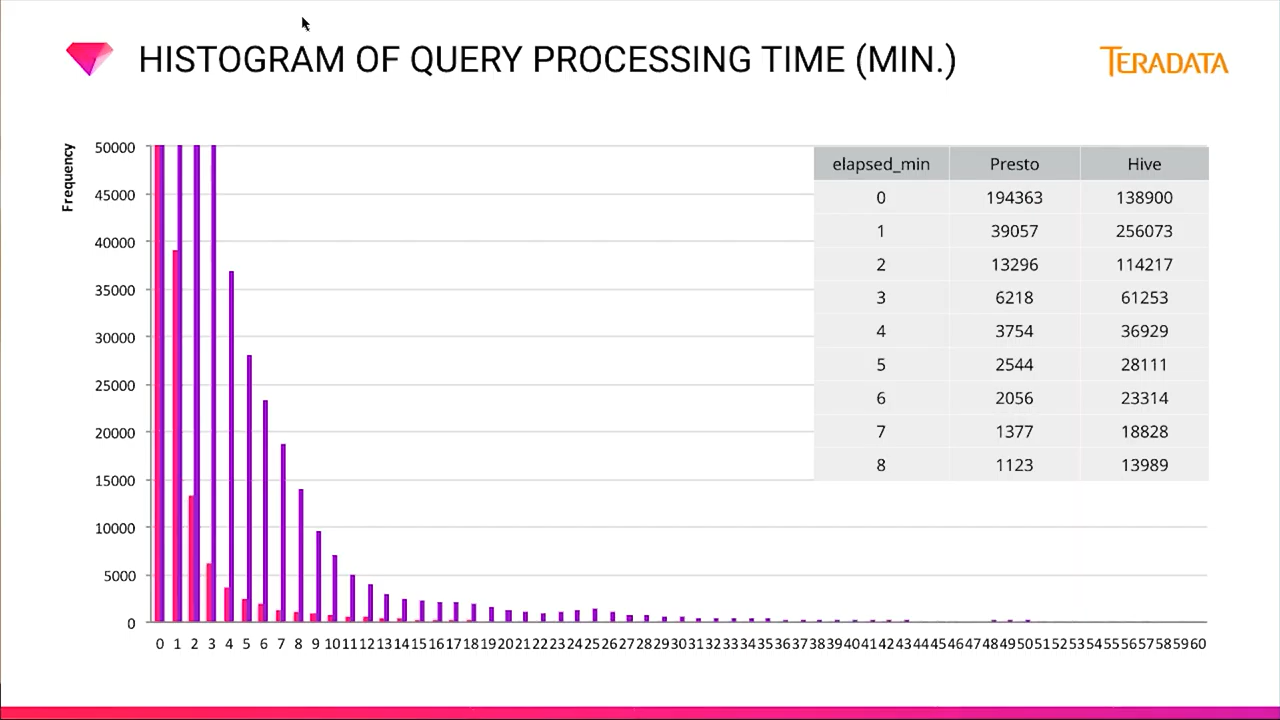 HISTOGRAM OF QUERY PROCESSING TIME (MIN.)
TERADATA
Frequency
50000
45000
40000
35000
30000
25000
20000
15000
10000
5000
0
0 1 2 3 4 5 6 7 8 9 10 11 12 13 14 15 16 17 18 19 20 21 22 23 24 25 26 27 28 29 30 31 32 33 34 35 36 37 38 39 40 41 42 43 44 45 46 47 48 49 50 51 52 53 54 55 56 57 58 59 60
elapsed_min Presto Hive
0 194363 138900
1 39057 256073
2 13296 114217
3 6218 61253
4 3754 36929
5 2544 28111
6 2056 23314
7 1377 18828
8 1123 13989